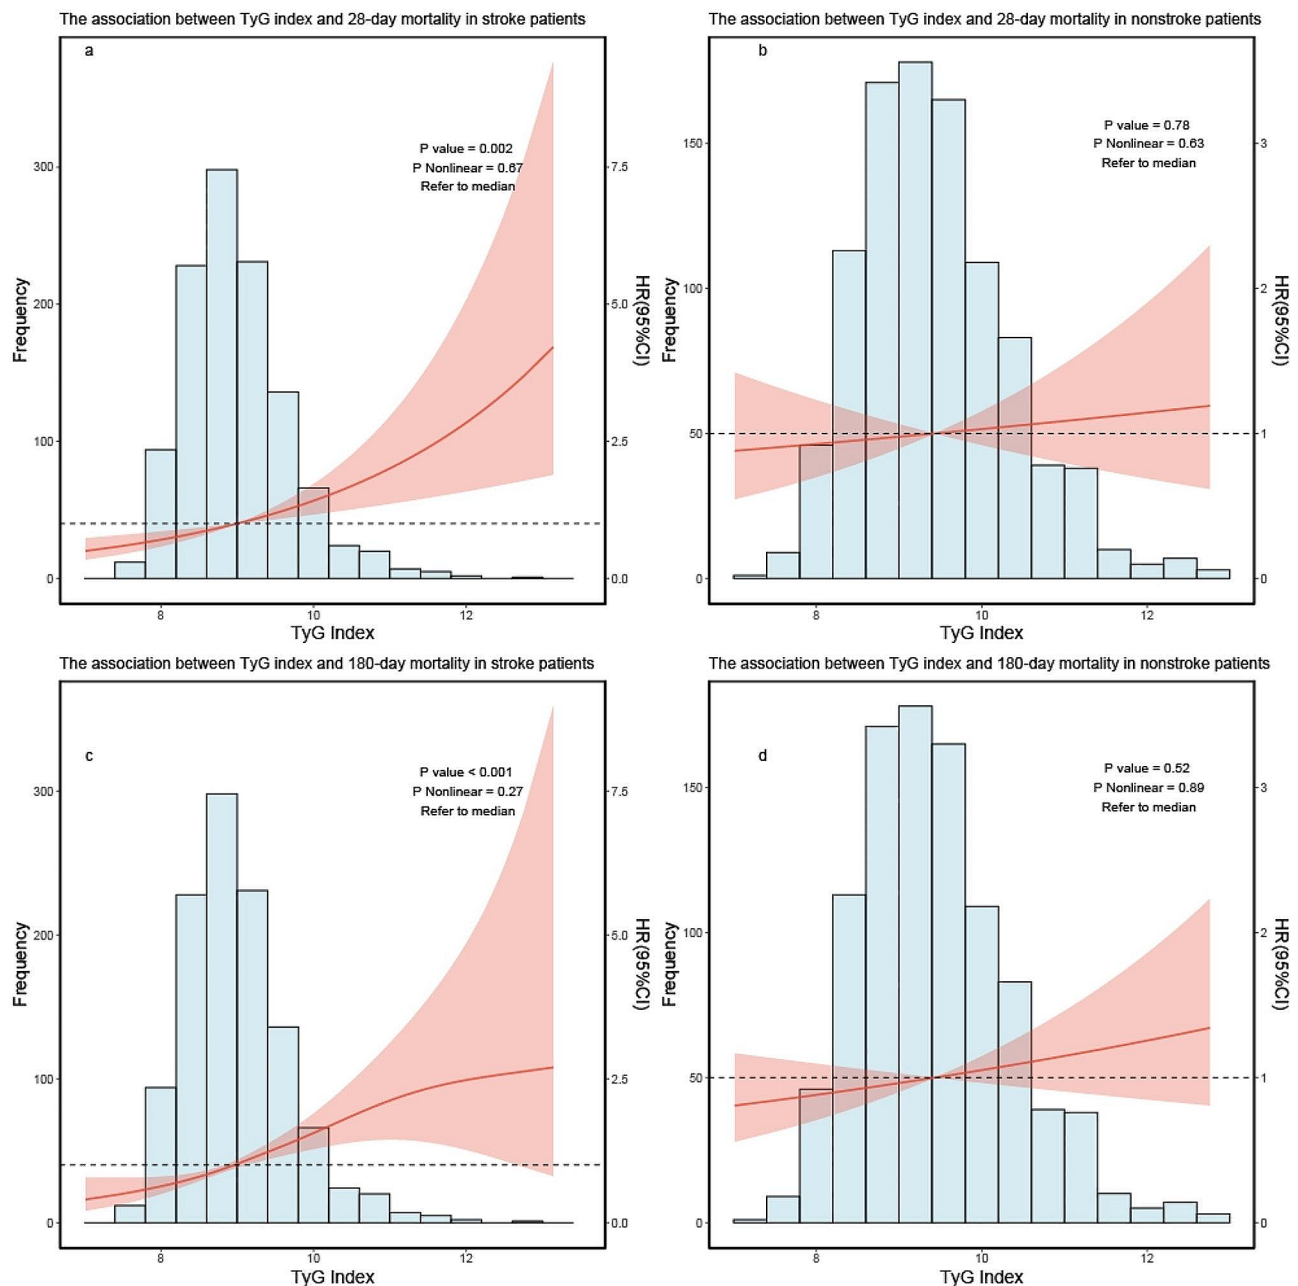 The association between TyG index and 28-day mortality in stroke patients
a
P value = 0.002
P Nonlinear = 0.67
Refer to median
Frequency
300
200
100
0
HR(95%CI)
7.5
5.0
2.5
0.0
8 10 12
TyG Index
The association between TyG index and 28-day mortality in nonstroke patients
b
P value = 0.78
P Nonlinear = 0.63
Refer to median
Frequency
150
100
50
0
HR(95%CI)
3
2
1
0
8 10 12
TyG Index
The association between TyG index and 180-day mortality in stroke patients
c
P value < 0.001
P Nonlinear = 0.27
Refer to median
Frequency
300
200
100
0
HR(95%CI)
7.5
5.0
2.5
0.0
8 10 12
TyG Index
The association between TyG index and 180-day mortality in nonstroke patients
d
P value = 0.52
P Nonlinear = 0.89
Refer to median
Frequency
150
100
50
0
HR(95%CI)
3
2
1
0
8 10 12
TyG Index